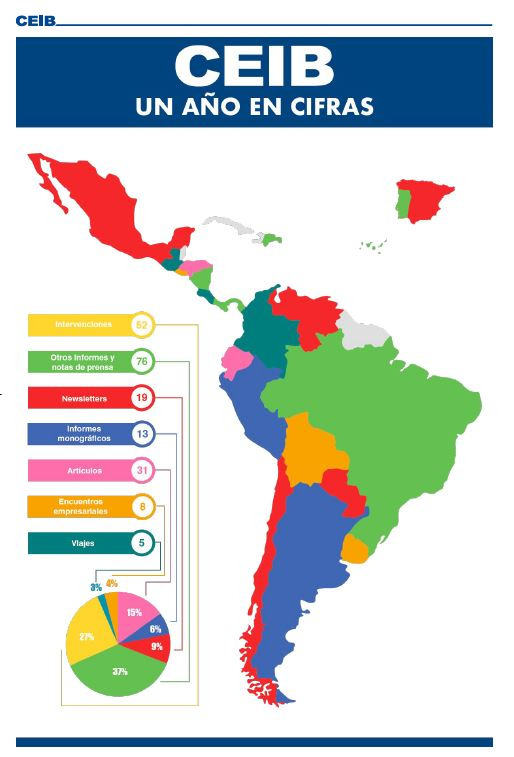 CEIB
CEIB
UN AÑO EN CIFRAS
Intervenciones 52
Otros Informes y
notas de prensa 76
Newsletters 19
Informes
monográficos 13
Artículos 31
Encuentros
empresariales 8
Viajes 5
3% 4%
15%
6%
9%
27%
37%